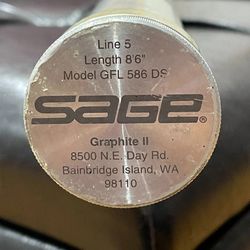 Line 5
Length 8'6"
Model GFL 586 DS
SAGE®
Graphite II
8500 N.E. Day Rd.
Bainbridge Island, WA
98110